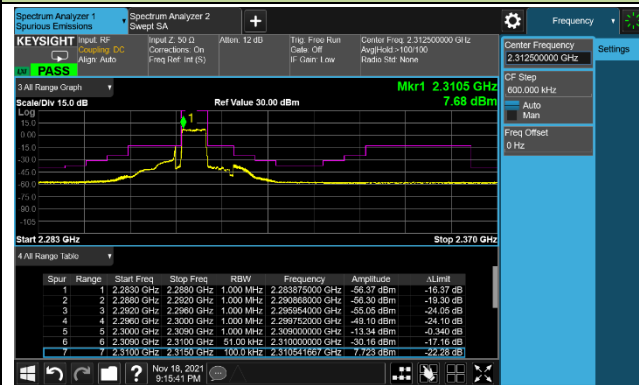 Spectrum Analyzer 1
Spurious Emissions
Spectrum Analyzer 2
Swept SA
Frequency
KEYSIGHT
Input: RF
Coupling: DC
Align: Auto
Input Z: 50 Ω
Corrections: On
Freq Ref: Int (S)
Atten: 12 dB
Trig: Free Run
Gate: Off
IF Gain: Low
Center Freq: 2.312500000 GHz
Avg|Hold:>100/100
Radio Std: None
PASS
Center Frequency
2.312500000 GHz
Settings
CF Step
600.000 kHz
Auto
Man
Freq Offset
0 Hz
3 All Range Graph
Mkr1 2.3105 GHz
Scale/Div 15.0 dB
Ref Value 30.00 dBm
7.68 dBm
Log
15.0
0.00
-15.0
-30.0
-45.0
-60.0
-75.0
-90.0
-105
1
Start 2.283 GHz
Stop 2.370 GHz
4 All Range Table
Spur Range Start Freq Stop Freq RBW Frequency Amplitude ΔLimit
1 1 2.2830 GHz 2.2880 GHz 1.000 MHz 2.283875000 GHz -56.37 dBm -16.37 dB
2 2 2.2880 GHz 2.2920 GHz 1.000 MHz 2.290868000 GHz -56.30 dBm -19.30 dB
3 3 2.2920 GHz 2.2960 GHz 1.000 MHz 2.295954000 GHz -55.05 dBm -24.05 dB
4 4 2.2960 GHz 2.3000 GHz 1.000 MHz 2.299752000 GHz -49.10 dBm -24.10 dB
5 5 2.3000 GHz 2.3090 GHz 1.000 MHz 2.309000000 GHz -13.34 dBm -0.340 dB
6 6 2.3090 GHz 2.3100 GHz 51.00 kHz 2.310000000 GHz -30.16 dBm -17.16 dB
7 7 2.3100 GHz 2.3150 GHz 100.0 kHz 2.310541667 GHz 7.723 dBm -22.28 dB
Nov 18, 2021
9:15:41 PM